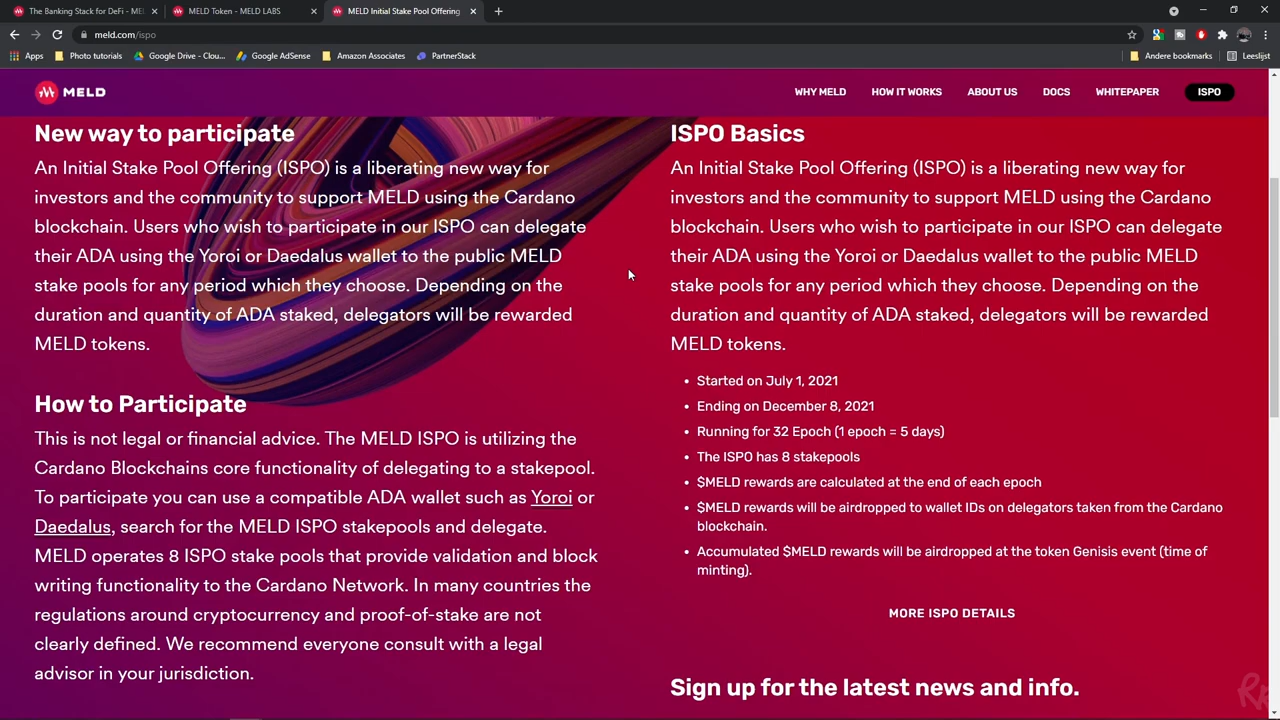 The Banking Stack for DeFi - MEL
MELD Token - MELD LABS
MELD Initial Stake Pool Offering
meld.com/ispo
Apps
Photo tutorials
Google Drive - Clou...
Google AdSense
Amazon Associates
PartnerStack
Andere bookmarks
Leeslijst
MELD
WHY MELD
HOW IT WORKS
ABOUT US
DOCS
WHITEPAPER
ISPO
New way to participate
An Initial Stake Pool Offering (ISPO) is a liberating new way for
investors and the community to support MELD using the Cardano
blockchain. Users who wish to participate in our ISPO can delegate
their ADA using the Yoroi or Daedalus wallet to the public MELD
stake pools for any period which they choose. Depending on the
duration and quantity of ADA staked, delegators will be rewarded
MELD tokens.
How to Participate
This is not legal or financial advice. The MELD ISPO is utilizing the
Cardano Blockchains core functionality of delegating to a stakepool.
To participate you can use a compatible ADA wallet such as Yoroi or
Daedalus, search for the MELD ISPO stakepools and delegate.
MELD operates 8 ISPO stake pools that provide validation and block
writing functionality to the Cardano Network. In many countries the
regulations around cryptocurrency and proof-of-stake are not
clearly defined. We recommend everyone consult with a legal
advisor in your jurisdiction.
ISPO Basics
An Initial Stake Pool Offering (ISPO) is a liberating new way for
investors and the community to support MELD using the Cardano
blockchain. Users who wish to participate in our ISPO can delegate
their ADA using the Yoroi or Daedalus wallet to the public MELD
stake pools for any period which they choose. Depending on the
duration and quantity of ADA staked, delegators will be rewarded
MELD tokens.
• Started on July 1, 2021
• Ending on December 8, 2021
• Running for 32 Epoch (1 epoch = 5 days)
• The ISPO has 8 stakepools
• $MELD rewards are calculated at the end of each epoch
• $MELD rewards will be airdropped to wallet IDs on delegators taken from the Cardano
blockchain.
• Accumulated $MELD rewards will be airdropped at the token Genisis event (time of
minting).
MORE ISPO DETAILS
Sign up for the latest news and info.